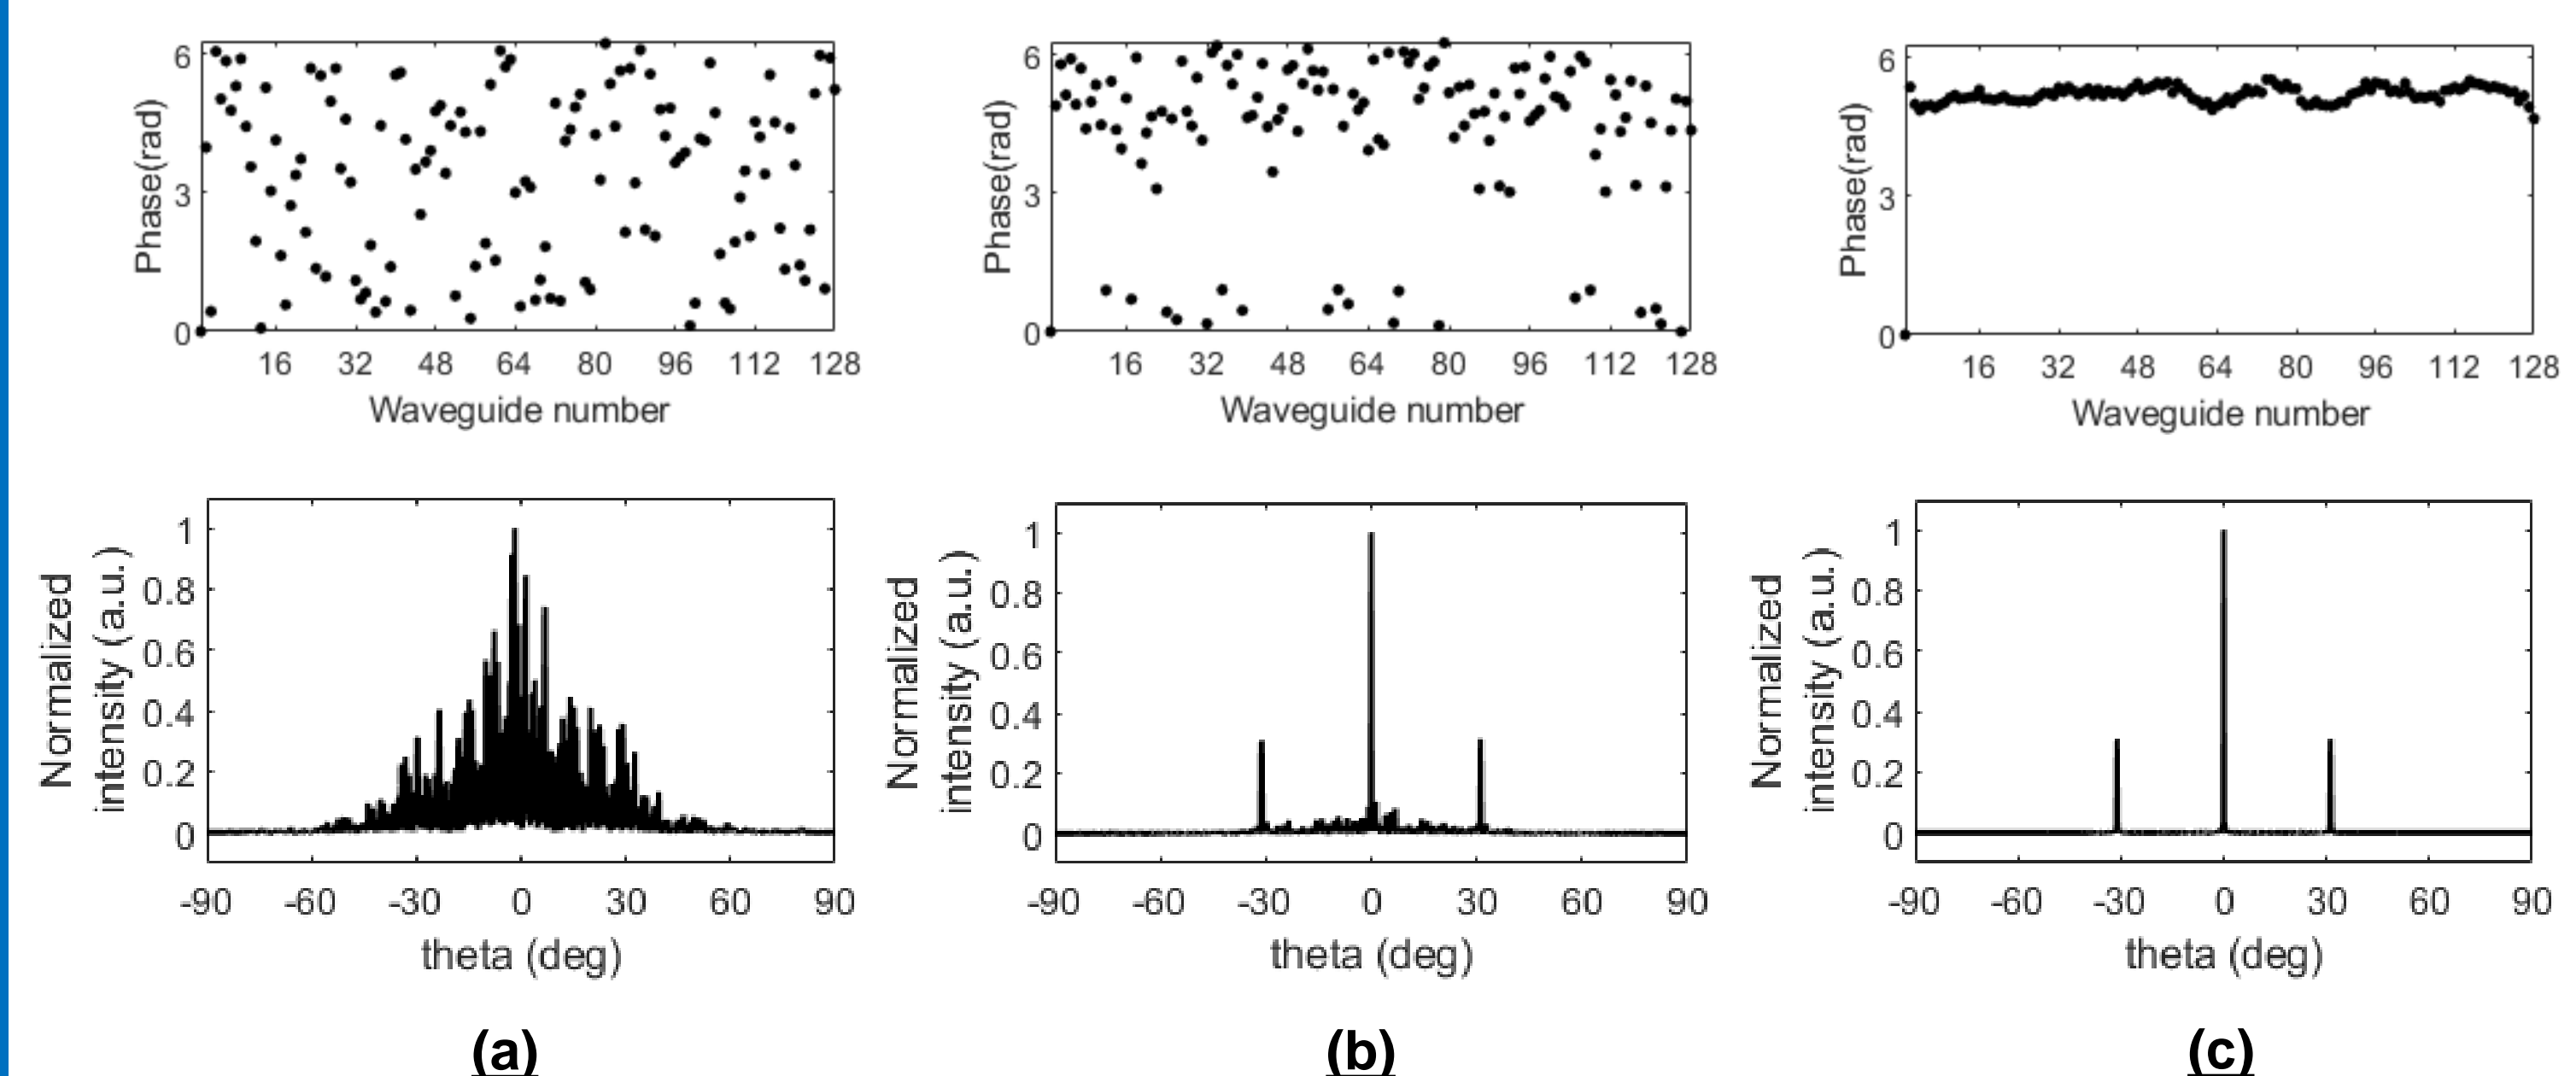 Phase(rad)
6
3
0
16 32 48 64 80 96 112 128
Waveguide number
Phase(rad)
6
3
0
16 32 48 64 80 96 112 128
Waveguide number
Phase(rad)
6
3
0
16 32 48 64 80 96 112 128
Waveguide number
Normalized
intensity (a.u.)
1
0.8
0.6
0.4
0.2
0
-90 -60 -30 0 30 60 90
theta (deg)
Normalized
intensity (a.u.)
1
0.8
0.6
0.4
0.2
0
-90 -60 -30 0 30 60 90
theta (deg)
Normalized
intensity (a.u.)
1
0.8
0.6
0.4
0.2
0
-90 -60 -30 0 30 60 90
theta (deg)
(a)
(b)
(c)